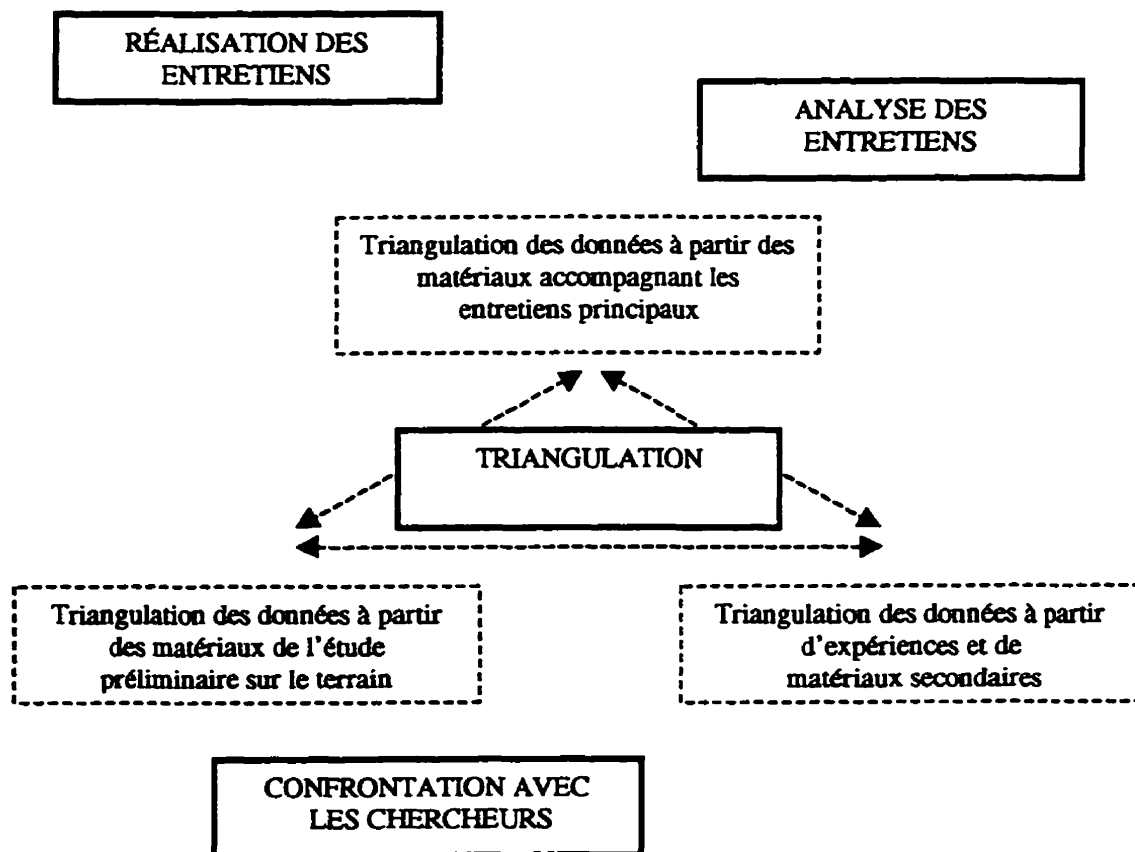 RÉALISATION DES
ENTRETIENS
ANALYSE DES
ENTRETIENS
Triangulation des données à partir des
matériaux accompagnant les
entretiens principaux
TRIANGULATION
Triangulation des données à partir
des matériaux de l'étude
préliminaire sur le terrain
Triangulation des données à partir
d'expériences et de
matériaux secondaires
CONFRONTATION AVEC
LES CHERCHEURS